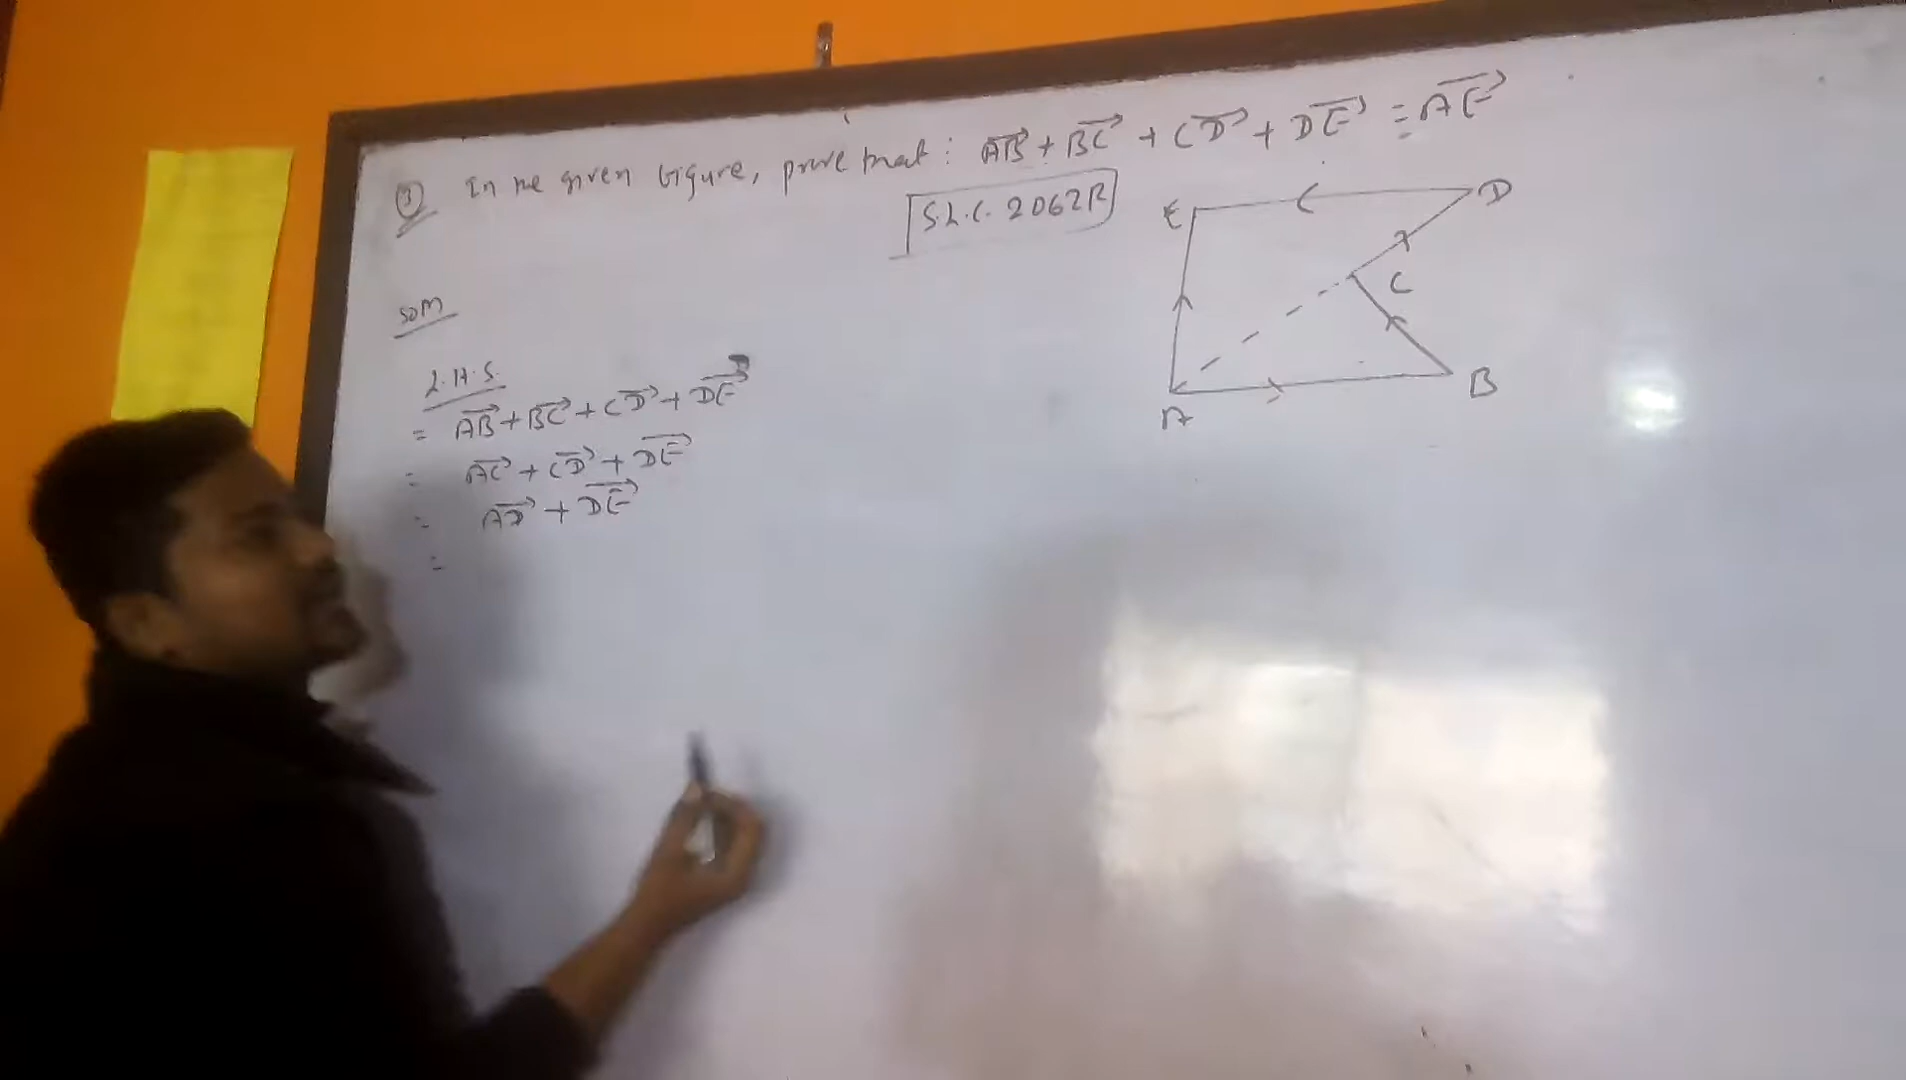 ③ In the given figure, prove that : AB + BC + CD + DE = AE
S.L.C. 2062R
E
D
C
B
A
Soln
L.H.S.
= AB + BC + CD + DE
= AC + CD + DE
= AD + DE
=